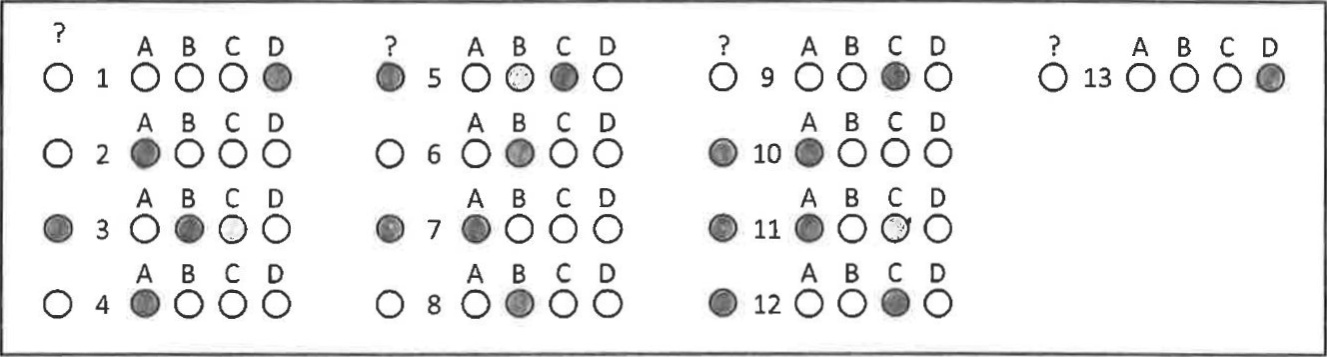 ? A B C D ? A B C D ? A B C D ? A B C D
1 5 9 13
A B C D A B C D A B C D
2 6 10
A B C D A B C D A B C D
3 7 11
A B C D A B C D A B C D
4 8 12